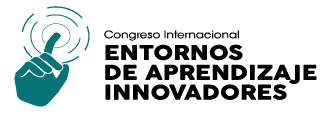 Congreso Internacional
ENTORNOS
DE APRENDIZAJE
INNOVADORES